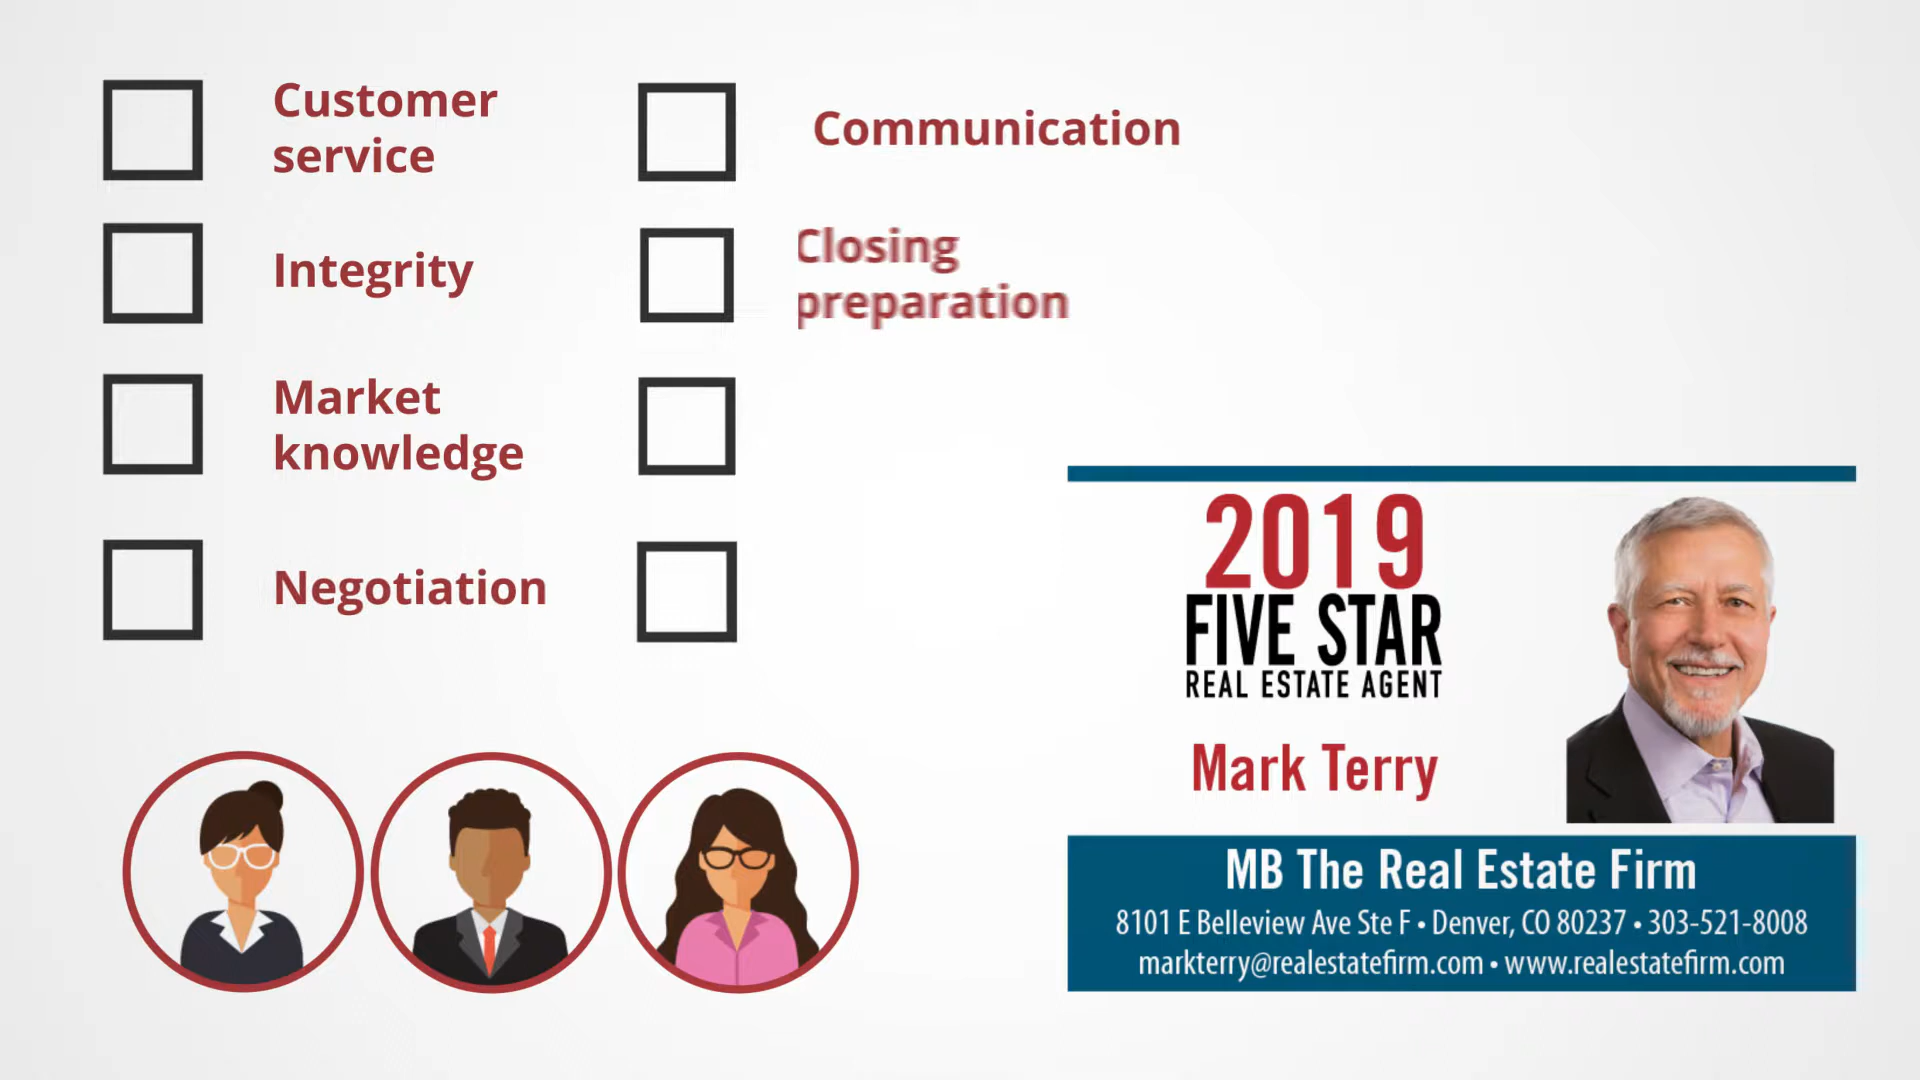 Customer
service
Integrity
Market
knowledge
Negotiation
Communication
Closing
preparation
2019
FIVE STAR
REAL ESTATE AGENT
Mark Terry
MB The Real Estate Firm
8101 E Belleview Ave Ste F • Denver, CO 80237 • 303-521-8008
markterry@realestatefirm.com • www.realestatefirm.com